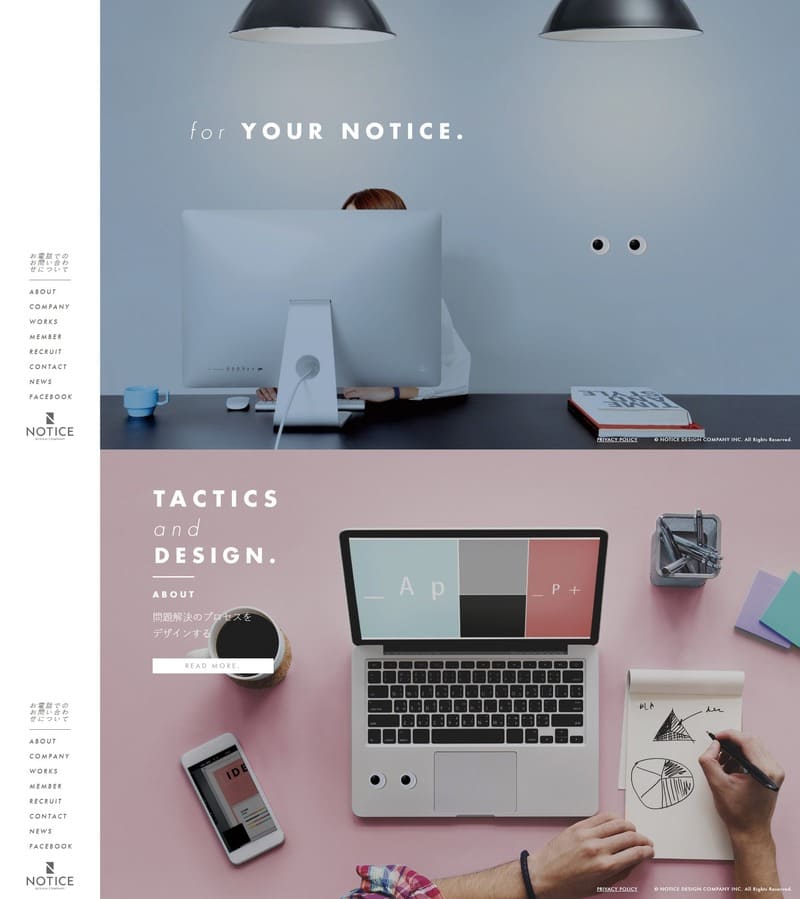 for YOUR NOTICE.
お電話での
お問い合わ
せについて
ABOUT
COMPANY
WORKS
MEMBER
RECRUIT
CONTACT
NEWS
FACEBOOK
NOTICE
DESIGN COMPANY
PRIVACY POLICY
© NOTICE DESIGN COMPANY INC. All Rights Reserved.
TACTICS
and
DESIGN.
ABOUT
問題解決のプロセスを
デザインする
READ MORE.
_ A p
_ P +
IDE
お電話での
お問い合わ
せについて
ABOUT
COMPANY
WORKS
MEMBER
RECRUIT
CONTACT
NEWS
FACEBOOK
NOTICE
DESIGN COMPANY
PRIVACY POLICY
© NOTICE DESIGN COMPANY INC. All Rights Reserved.